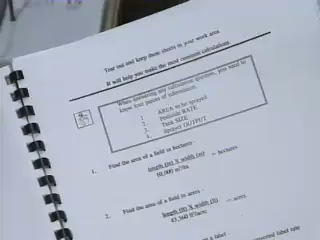 Tear out and keep these sheets in your work area.
It will help you make the most common calculations.
When answering any calculation question, you need to
know four pieces of information.
1. AREA to be sprayed
2. Pesticide RATE
3. Tank SIZE
4. Sprayer OUTPUT
1. Find the area of a field in hectares
length (m) X width (m) = hectares
10,000 m²/ha
2. Find the area of a field in acres
length (ft) X width (ft) = acres
43,560 ft²/acre
a label
label rate